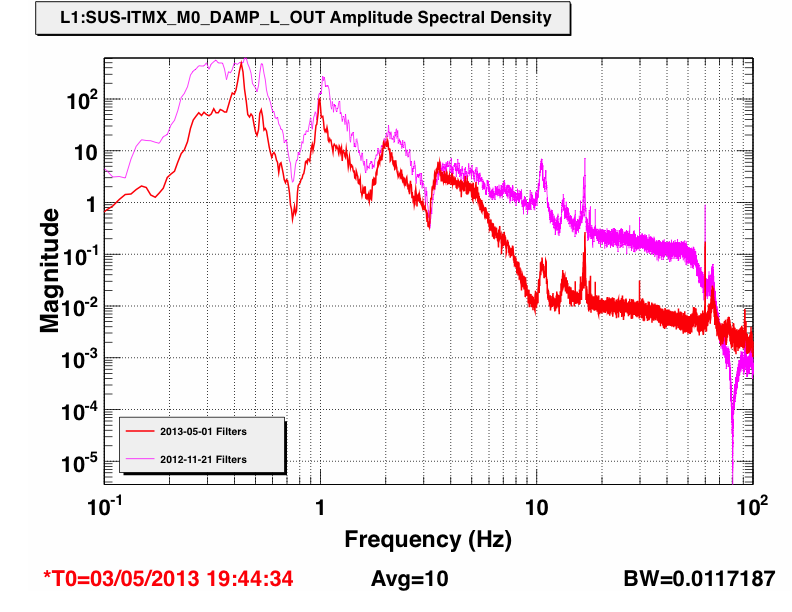 L1:SUS-ITMX_M0_DAMP_L_OUT Amplitude Spectral Density
Magnitude
10²
10
1
10⁻¹
10⁻²
10⁻³
10⁻⁴
10⁻⁵
2013-05-01 Filters
2012-11-21 Filters
10⁻¹ 1 10 10²
Frequency (Hz)
*T0=03/05/2013 19:44:34 Avg=10 BW=0.0117187